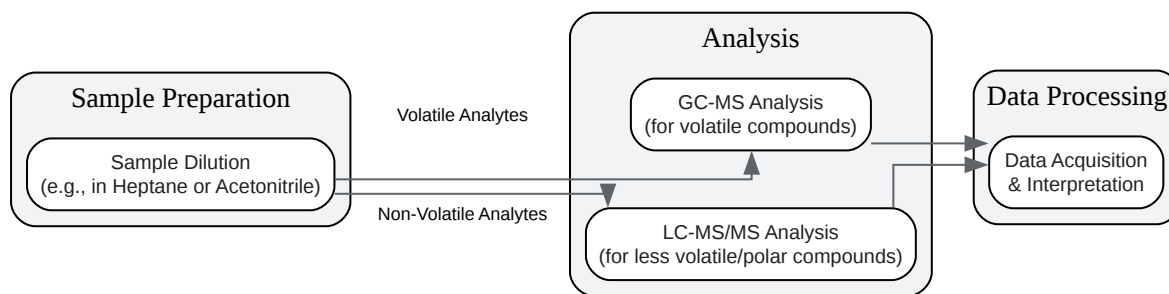 Sample Preparation
Sample Dilution
(e.g., in Heptane or Acetonitrile)
Volatile Analytes
Non-Volatile Analytes
Analysis
GC-MS Analysis
(for volatile compounds)
LC-MS/MS Analysis
(for less volatile/polar compounds)
Data Processing
Data Acquisition
& Interpretation